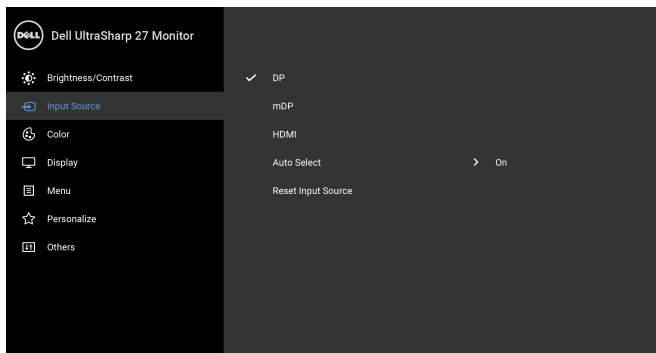 DELL Dell UltraSharp 27 Monitor
Brightness/Contrast
Input Source
Color
Display
Menu
Personalize
Others
DP
mDP
HDMI
Auto Select On
Reset Input Source